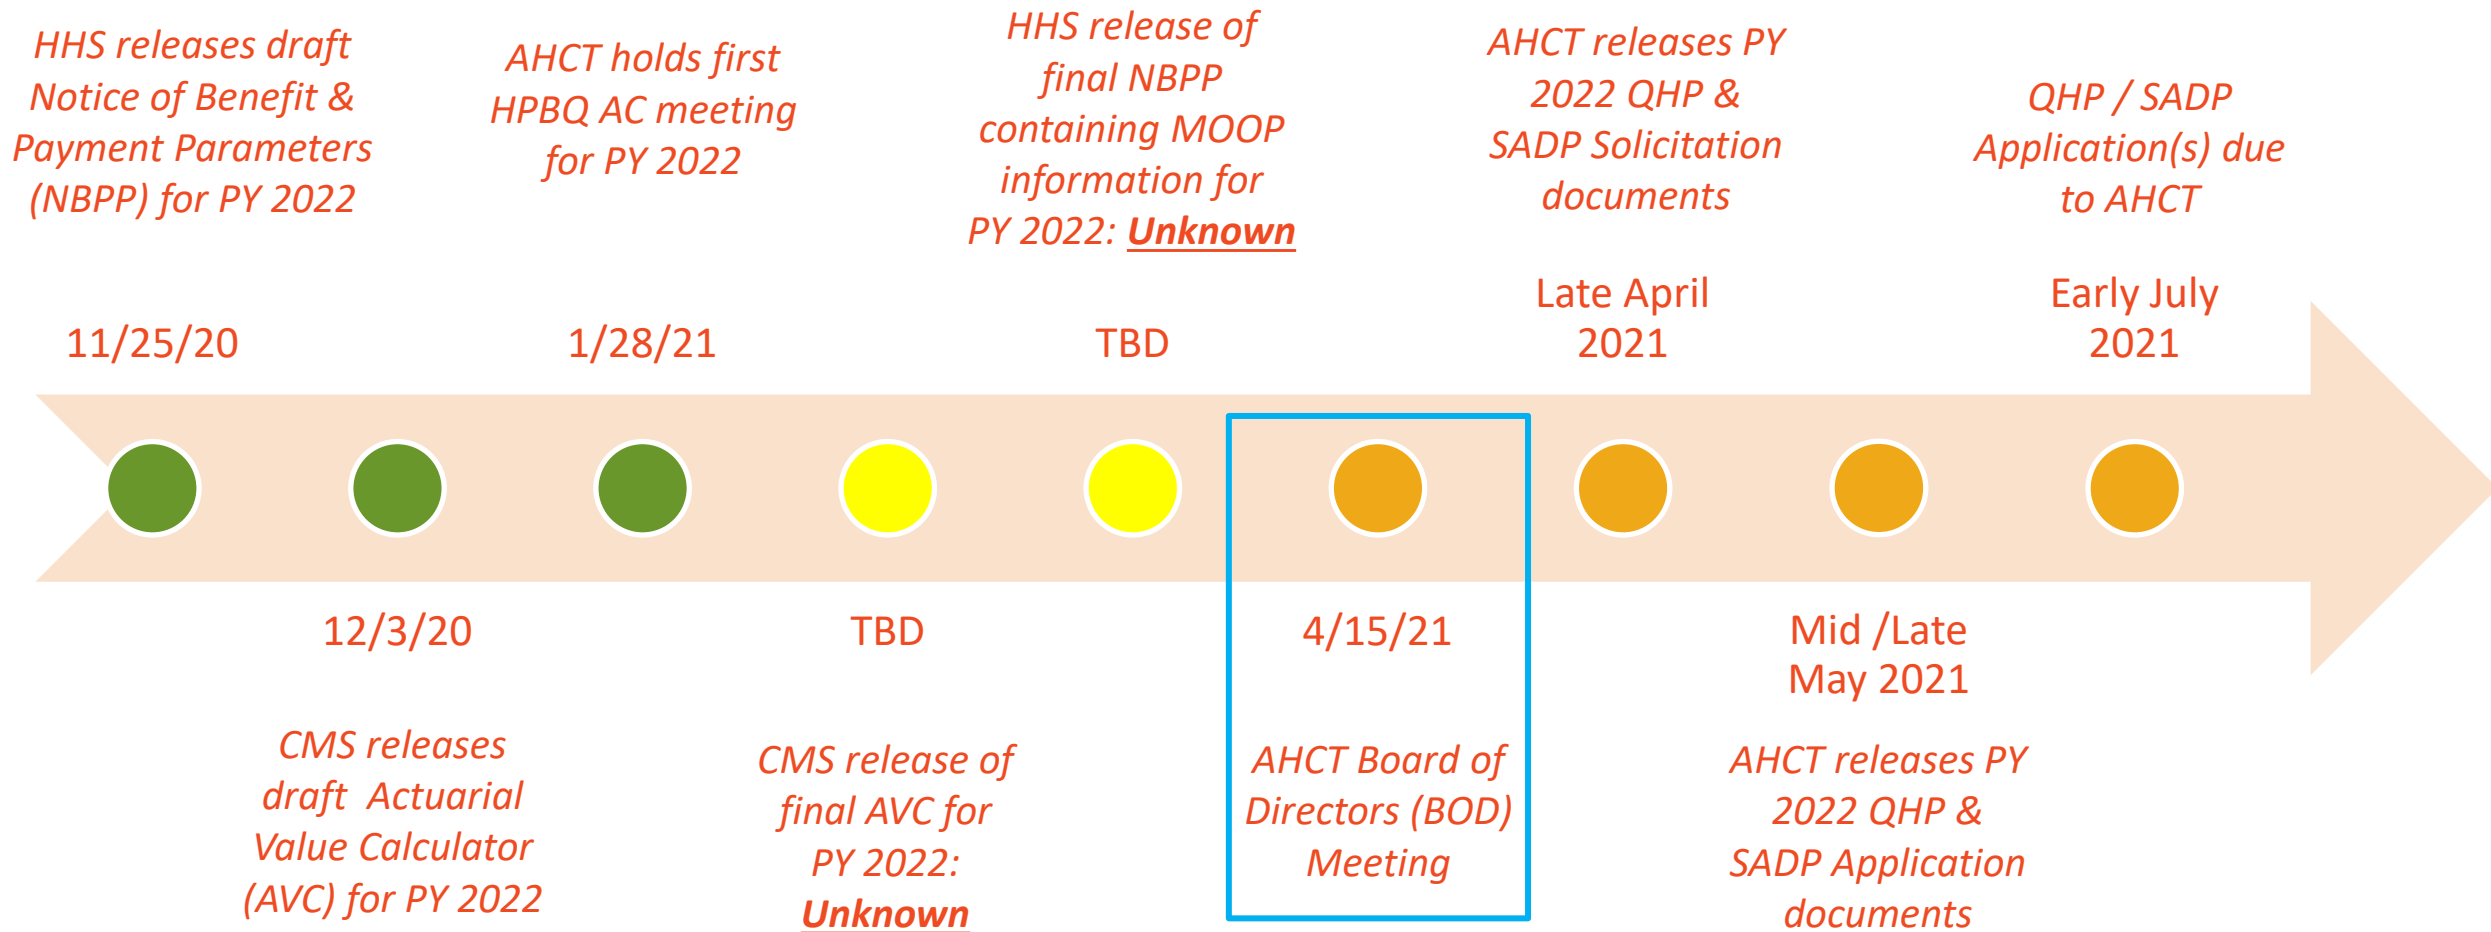 HHS releases draft
Notice of Benefit &
Payment Parameters
(NBPP) for PY 2022
AHCT holds first
HPBQ AC meeting
for PY 2022
HHS release of
final NBPP
containing MOOP
information for
PY 2022: Unknown
AHCT releases PY
2022 QHP &
SADP Solicitation
documents
QHP / SADP
Application(s) due
to AHCT
11/25/20
1/28/21
TBD
Late April
2021
Early July
2021
12/3/20
TBD
4/15/21
Mid /Late
May 2021
CMS releases
draft Actuarial
Value Calculator
(AVC) for PY 2022
CMS release of
final AVC for
PY 2022:
Unknown
AHCT Board of
Directors (BOD)
Meeting
AHCT releases PY
2022 QHP &
SADP Application
documents